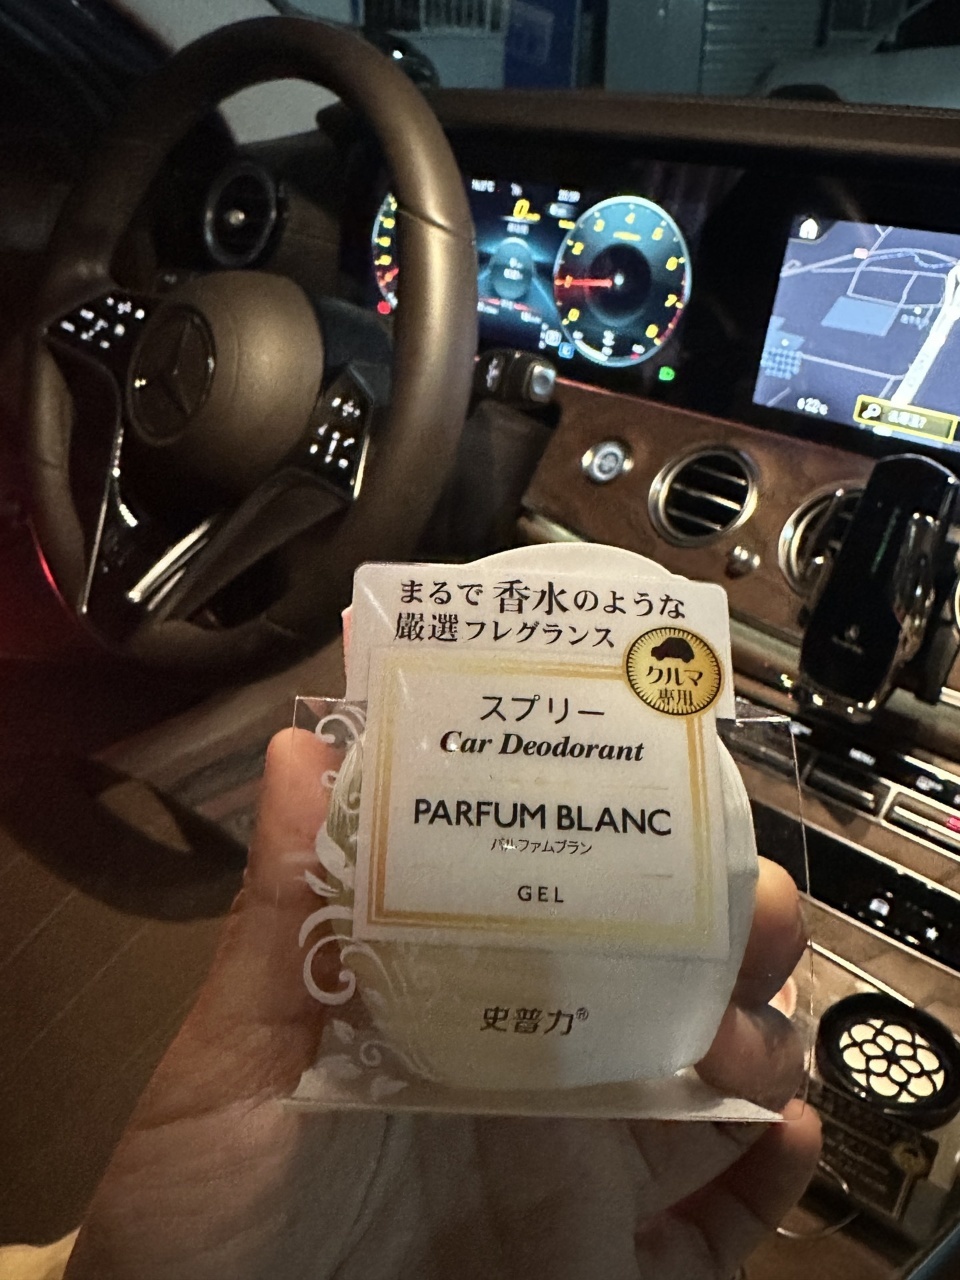 まるで香水のような
厳選フレグランス
クルマ
専用
スプリー
Car Deodorant
PARFUM BLANC
パルファムブラン
GEL
史普力®